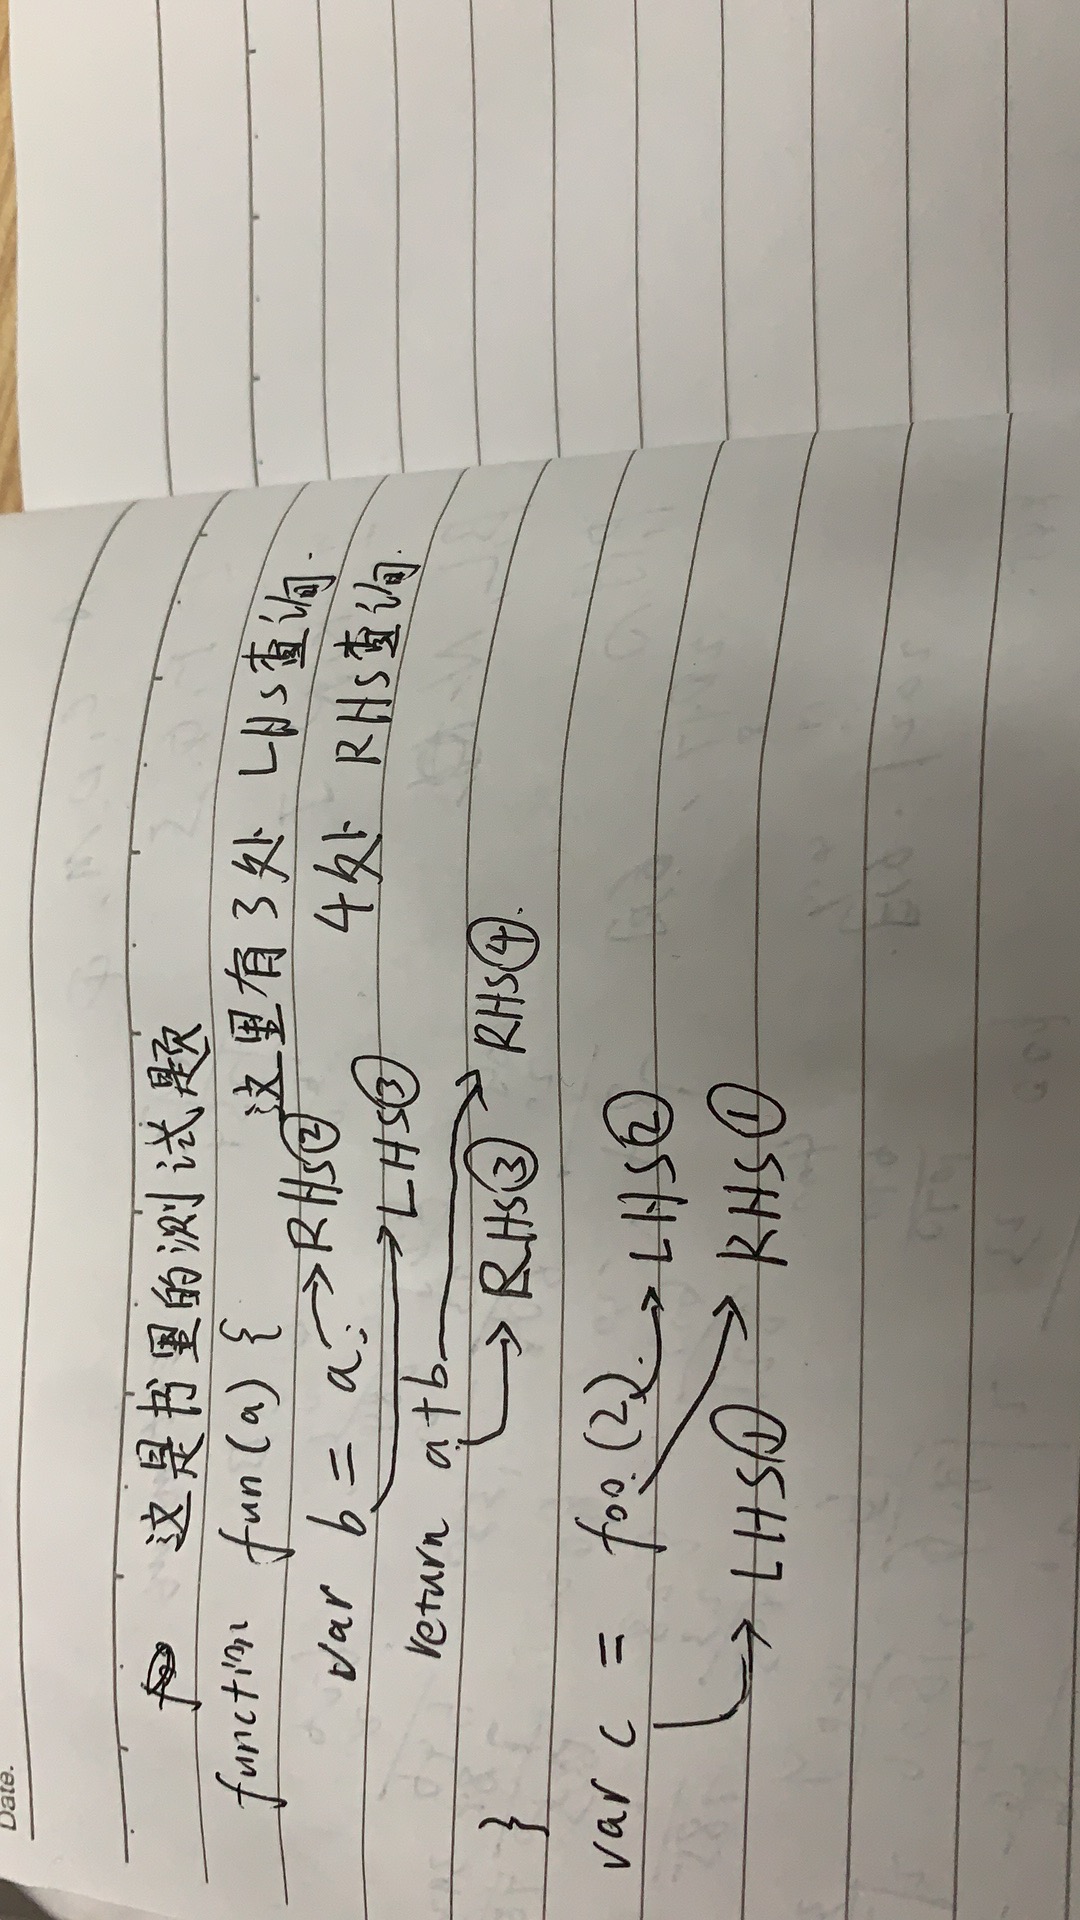 Date.
这是书里的测试题
function fun(a) { 这里有3处 LHS查询.
var b = a; → RHS② 4处 RHS查询.
→ LHS③
return a+b
} → RHS③ → RHS④.
var c = foo(2). → LHS②
→ LHS① → RHS①